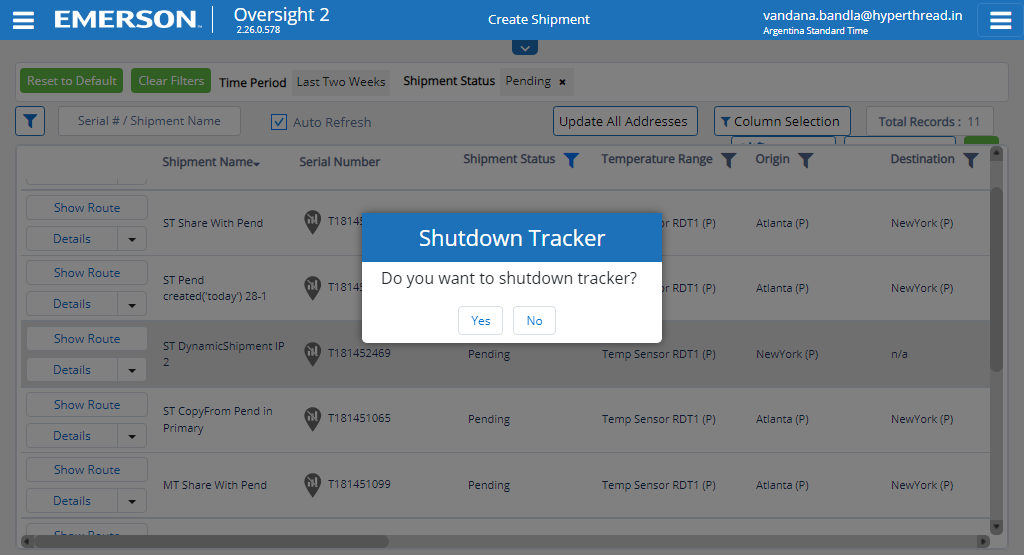 EMERSON
Oversight 2
2.26.0.578
Create Shipment
vandana.bandla@hyperthread.in
Argentina Standard Time
Reset to Default
Clear Filters
Time Period
Last Two Weeks
Shipment Status
Pending ×
Serial # / Shipment Name
Auto Refresh
Update All Addresses
Column Selection
Total Records : 11
Shipment Name
Serial Number
Shipment Status
Temperature Range
Origin
Destination
Show Route
Details
ST Share With Pend
RDT1 (P)
Atlanta (P)
NewYork (P)
Show Route
Details
ST Pend
created('today') 28-1
RDT1 (P)
Atlanta (P)
NewYork (P)
Shutdown Tracker
Do you want to shutdown tracker?
Yes
No
Show Route
Details
ST DynamicShipment IP
2
T181452469
Pending
Temp Sensor RDT1 (P)
NewYork (P)
n/a
Show Route
Details
ST CopyFrom Pend in
Primary
T181451065
Pending
Temp Sensor RDT1 (P)
Atlanta (P)
NewYork (P)
Show Route
Details
MT Share With Pend
T181451099
Pending
Temp Sensor RDT1 (P)
Atlanta (P)
NewYork (P)